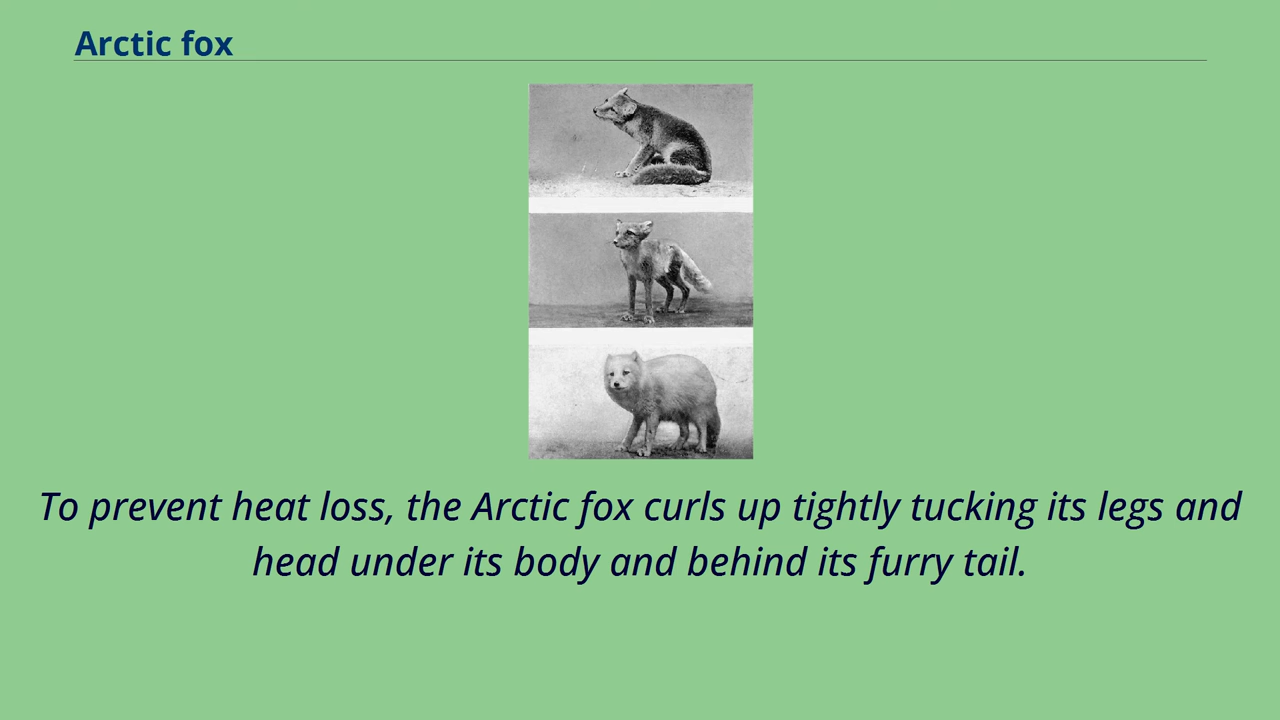 Arctic fox
To prevent heat loss, the Arctic fox curls up tightly tucking its legs and
head under its body and behind its furry tail.